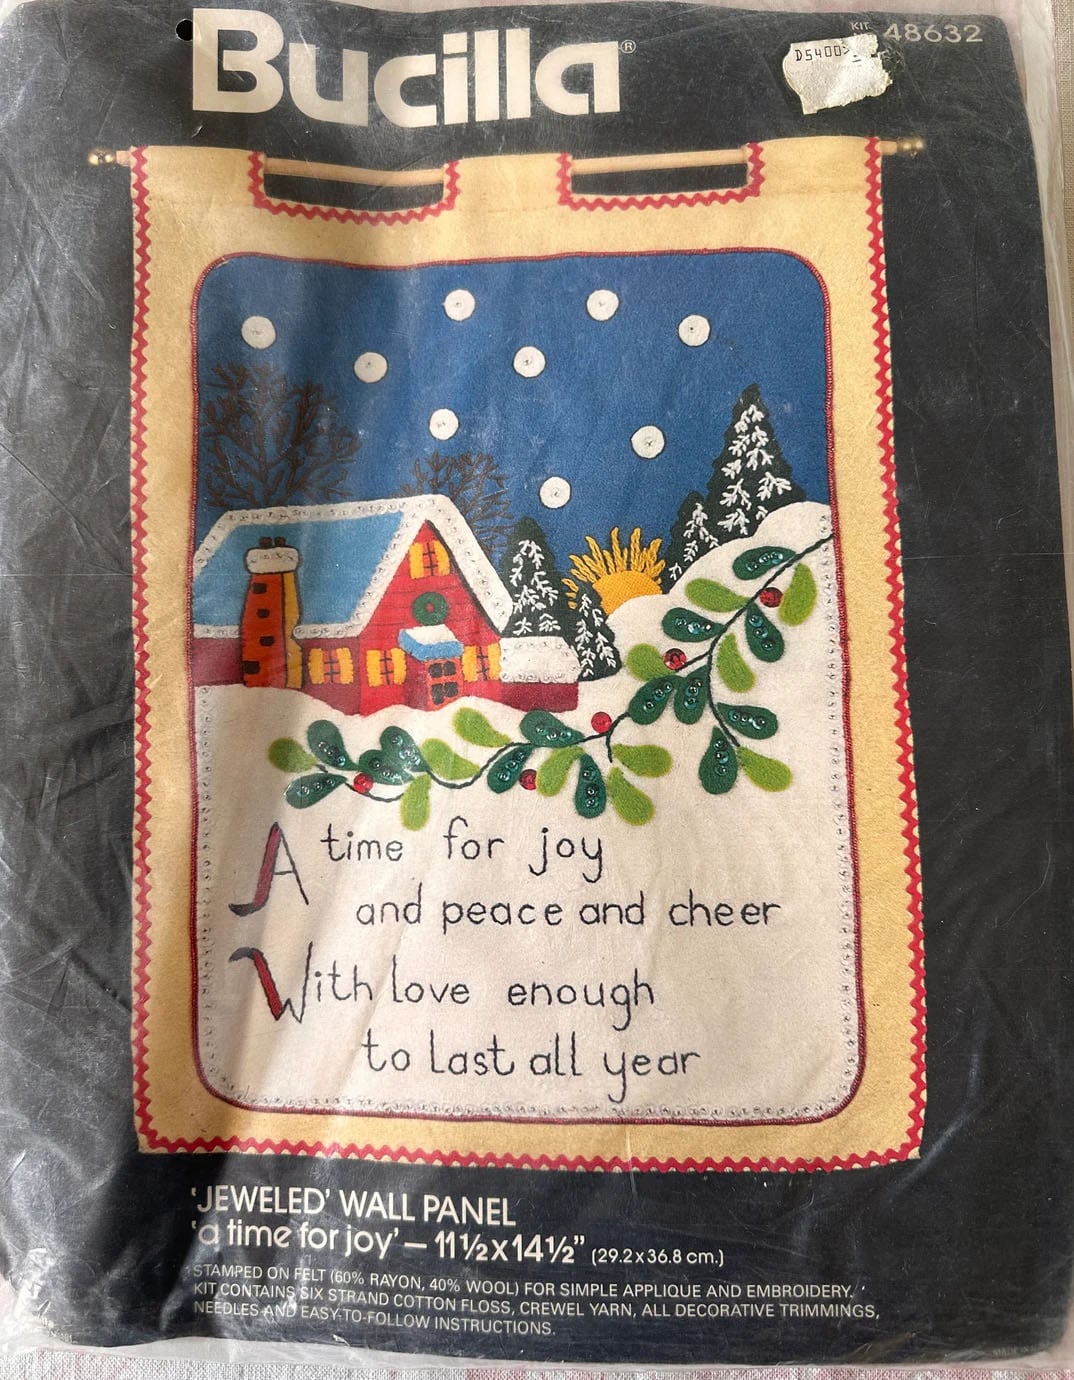 Bucilla®
KIT 48632
A time for joy
and peace and cheer
With love enough
to last all year
'JEWELED' WALL PANEL
'a time for joy' – 11½x14½" (29.2x36.8 cm.)
STAMPED ON FELT (60% RAYON, 40% WOOL) FOR SIMPLE APPLIQUE AND EMBROIDERY.
KIT CONTAINS SIX STRAND COTTON FLOSS, CREWEL YARN, ALL DECORATIVE TRIMMINGS,
NEEDLES AND EASY-TO-FOLLOW INSTRUCTIONS.